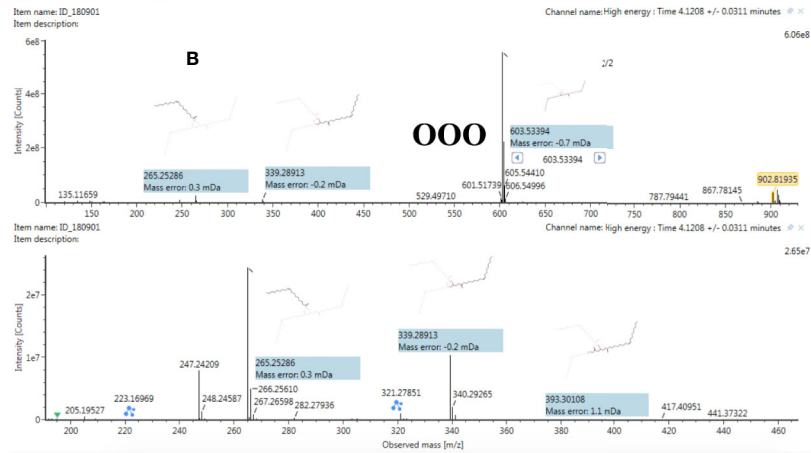 Item name: ID_180901
Channel name: High energy : Time 4.1208 +/- 0.0311 minutes
Item description:
6.06e8
6e8
B
1/2
4e8
Intensity [Counts]
OOO
603.53394
Mass error: -0.7 mDa
603.53394
2e8
265.25286
Mass error: 0.3 mDa
339.28913
Mass error: -0.2 mDa
605.54410
902.81935
135.11659
529.49710
601.51739
606.54996
787.79441
867.78145
0
150 200 250 300 350 400 450 500 550 600 650 700 750 800 850 900
Item name: ID_180901
Channel name: High energy : Time 4.1208 +/- 0.0311 minutes
Item description:
2.65e7
2e7
Intensity [Counts]
339.28913
Mass error: -0.2 mDa
1e7
247.24209
265.25286
Mass error: 0.3 mDa
266.25610
205.19527
223.16969
248.24587
267.26598
282.27936
321.27851
340.29265
393.30108
Mass error: 1.1 nDa
417.40951
441.37322
0
200 220 240 260 280 300 320 340 360 380 400 420 440 460
Observed mass [m/z]